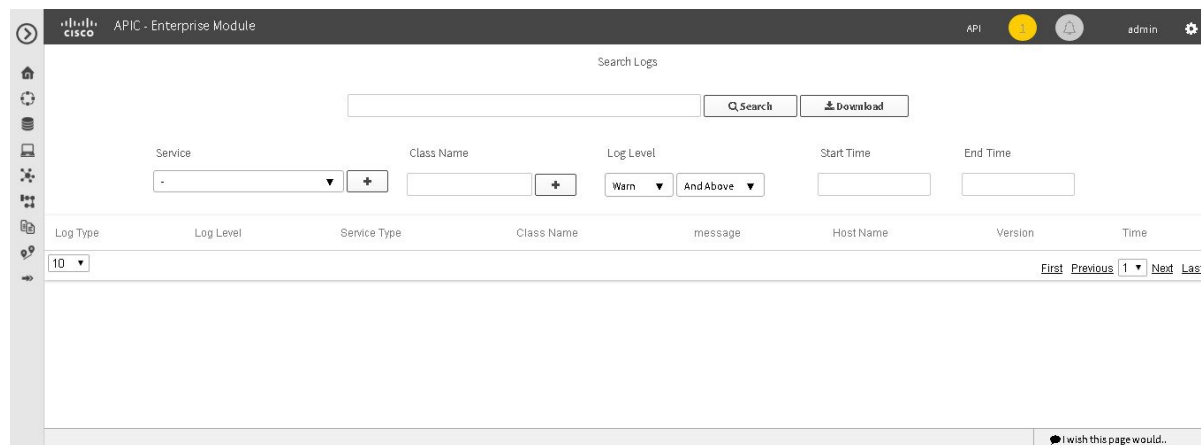 CISCO APIC - Enterprise Module API 1 admin
Search Logs
Search Download
Service Class Name Log Level Start Time End Time
- + + Warn And Above
Log Type Log Level Service Type Class Name message Host Name Version Time
10 First Previous 1 Next Las
I wish this page would..